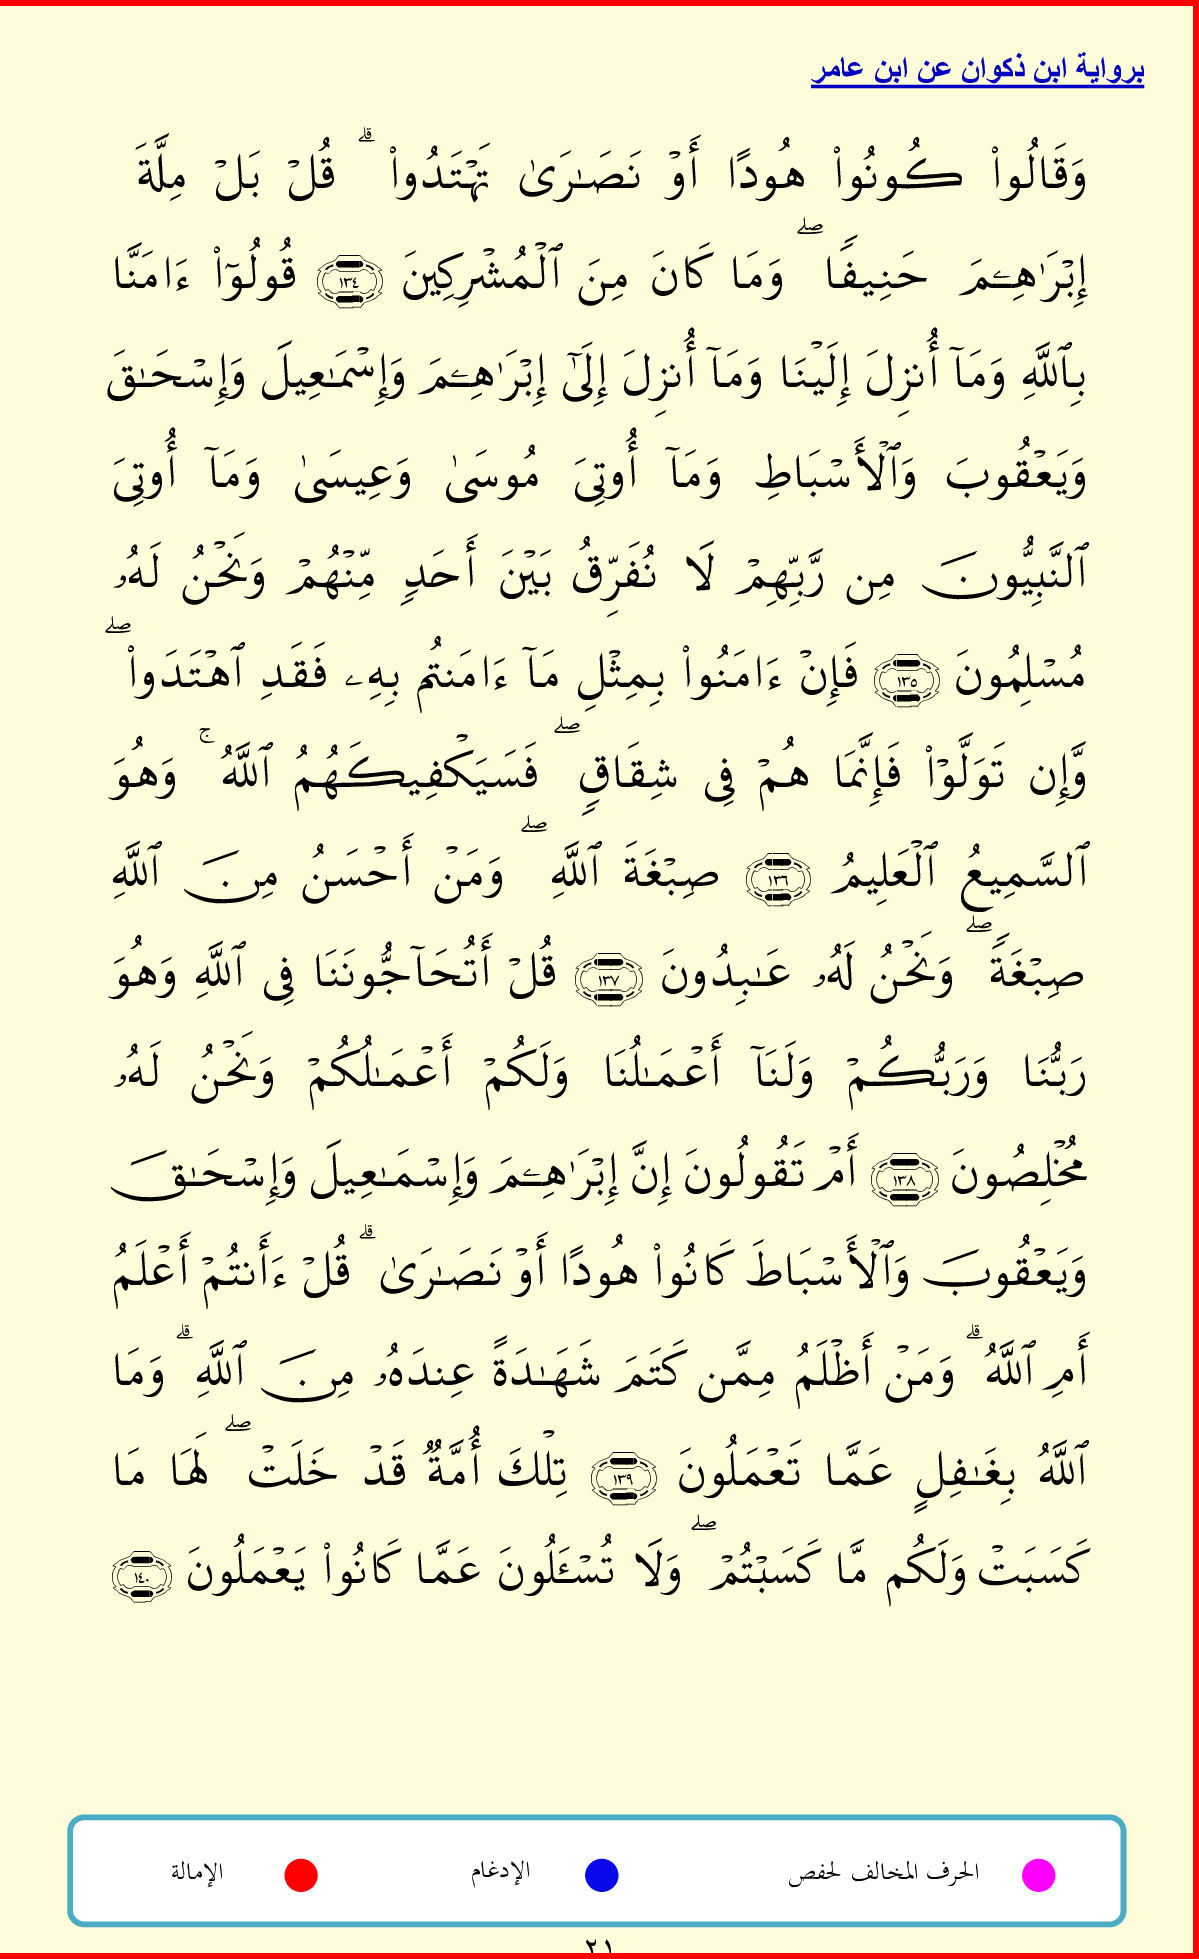 برواية ابن ذكوان عن ابن عامر
وَقَالُوا۟ كُونُوا۟ هُودًا أَوۡ نَصَٰرَىٰ تَهۡتَدُوا۟ۗ قُلۡ بَلۡ مِلَّةَ
إِبۡرَٰهِـۧمَ حَنِيفًاۖ وَمَا كَانَ مِنَ ٱلۡمُشۡرِكِينَ ١٣٤ قُولُوٓا۟ ءَامَنَّا
بِٱللَّهِ وَمَآ أُنزِلَ إِلَيۡنَا وَمَآ أُنزِلَ إِلَىٰٓ إِبۡرَٰهِـۧمَ وَإِسۡمَٰعِيلَ وَإِسۡحَٰقَ
وَيَعۡقُوبَ وَٱلۡأَسۡبَاطِ وَمَآ أُوتِيَ مُوسَىٰ وَعِيسَىٰ وَمَآ أُوتِيَ
ٱلنَّبِيُّونَ مِن رَّبِّهِمۡ لَا نُفَرِّقُ بَيۡنَ أَحَدٍ مِّنۡهُمۡ وَنَحۡنُ لَهُۥ
مُسۡلِمُونَ ١٣٥ فَإِنۡ ءَامَنُوا۟ بِمِثۡلِ مَآ ءَامَنتُم بِهِۦ فَقَدِ ٱهۡتَدَوا۟ۖ
وَّإِن تَوَلَّوۡا۟ فَإِنَّمَا هُمۡ فِي شِقَاقٍۖ فَسَيَكۡفِيكَهُمُ ٱللَّهُۚ وَهُوَ
ٱلسَّمِيعُ ٱلۡعَلِيمُ ١٣٦ صِبۡغَةَ ٱللَّهِۖ وَمَنۡ أَحۡسَنُ مِنَ ٱللَّهِ
صِبۡغَةًۖ وَنَحۡنُ لَهُۥ عَٰبِدُونَ ١٣٧ قُلۡ أَتُحَآجُّونَنَا فِي ٱللَّهِ وَهُوَ
رَبُّنَا وَرَبُّكُمۡ وَلَنَآ أَعۡمَٰلُنَا وَلَكُمۡ أَعۡمَٰلُكُمۡ وَنَحۡنُ لَهُۥ
مُخۡلِصُونَ ١٣٨ أَمۡ تَقُولُونَ إِنَّ إِبۡرَٰهِـۧمَ وَإِسۡمَٰعِيلَ وَإِسۡحَٰقَ
وَيَعۡقُوبَ وَٱلۡأَسۡبَاطَ كَانُوا۟ هُودًا أَوۡ نَصَٰرَىٰۗ قُلۡ ءَأَنتُمۡ أَعۡلَمُ
أَمِ ٱللَّهُۗ وَمَنۡ أَظۡلَمُ مِمَّن كَتَمَ شَهَٰدَةً عِندَهُۥ مِنَ ٱللَّهِۗ وَمَا
ٱللَّهُ بِغَٰفِلٍ عَمَّا تَعۡمَلُونَ ١٣٩ تِلۡكَ أُمَّةٌ قَدۡ خَلَتۡۖ لَهَا مَا
كَسَبَتۡ وَلَكُم مَّا كَسَبۡتُمۡۖ وَلَا تُسۡـَٔلُونَ عَمَّا كَانُوا۟ يَعۡمَلُونَ ١٤٠
الحرف المخالف لحفص الإدغام الإمالة
٢١